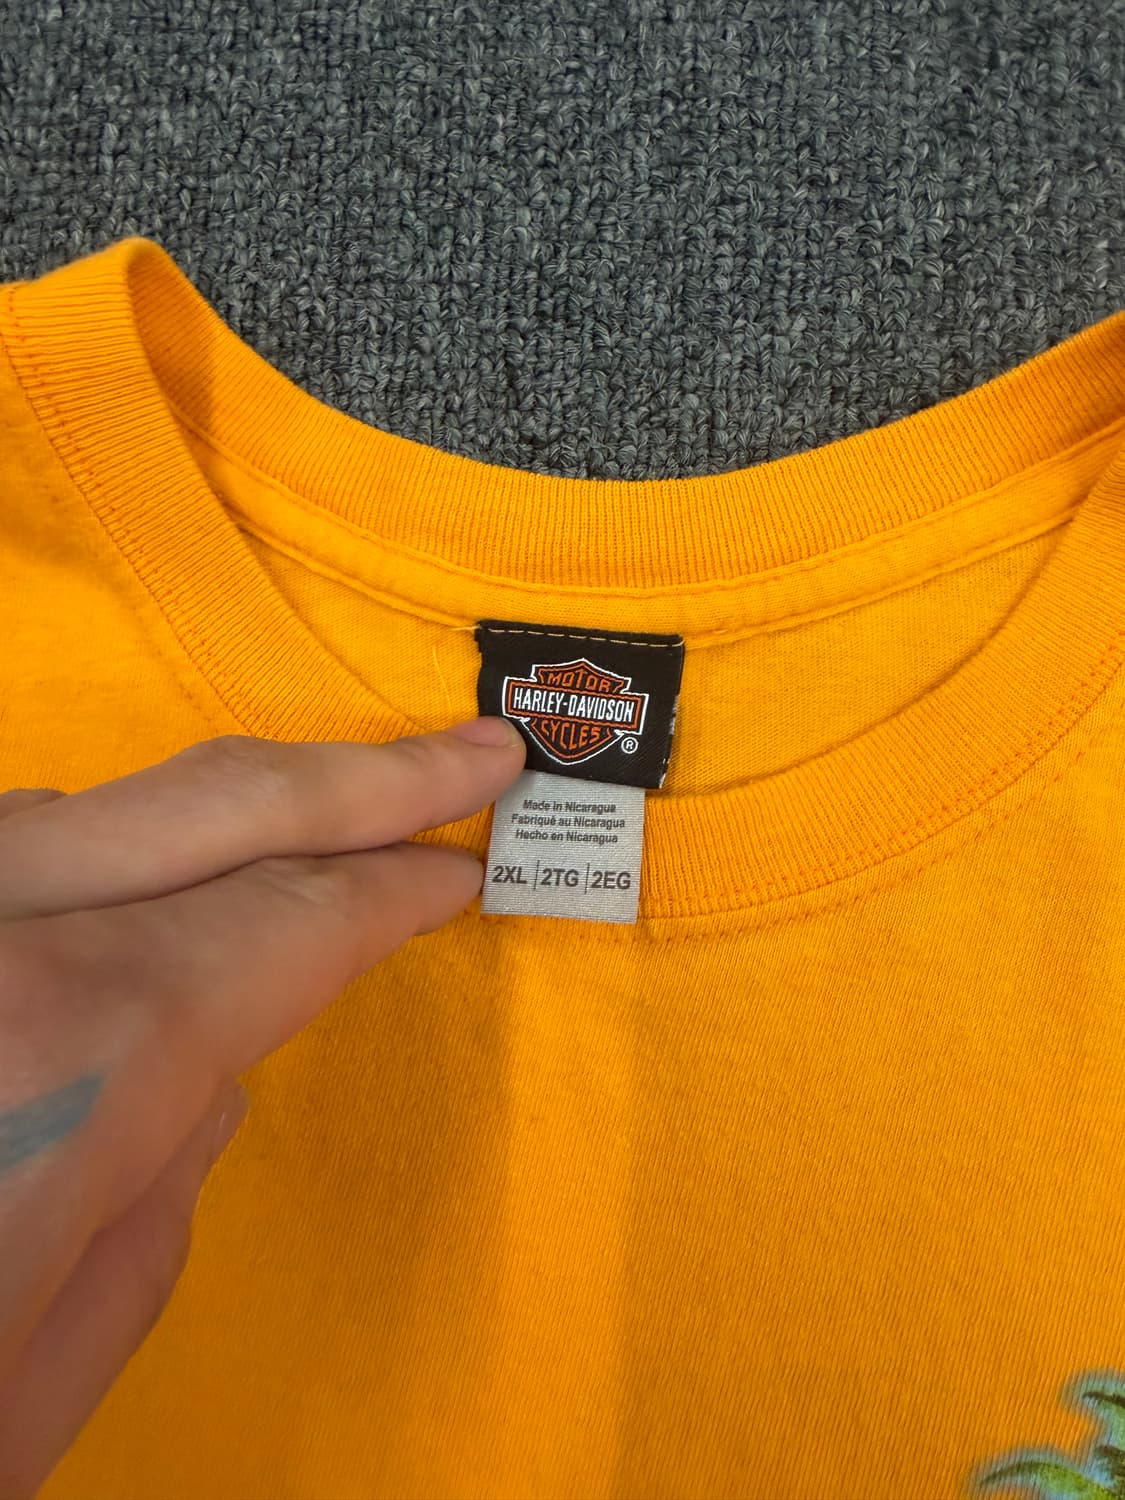 MOTOR
HARLEY-DAVIDSON
CYCLES
®
Made in Nicaragua
Fabriqué au Nicaragua
Hecho en Nicaragua
2XL | 2TG | 2EG